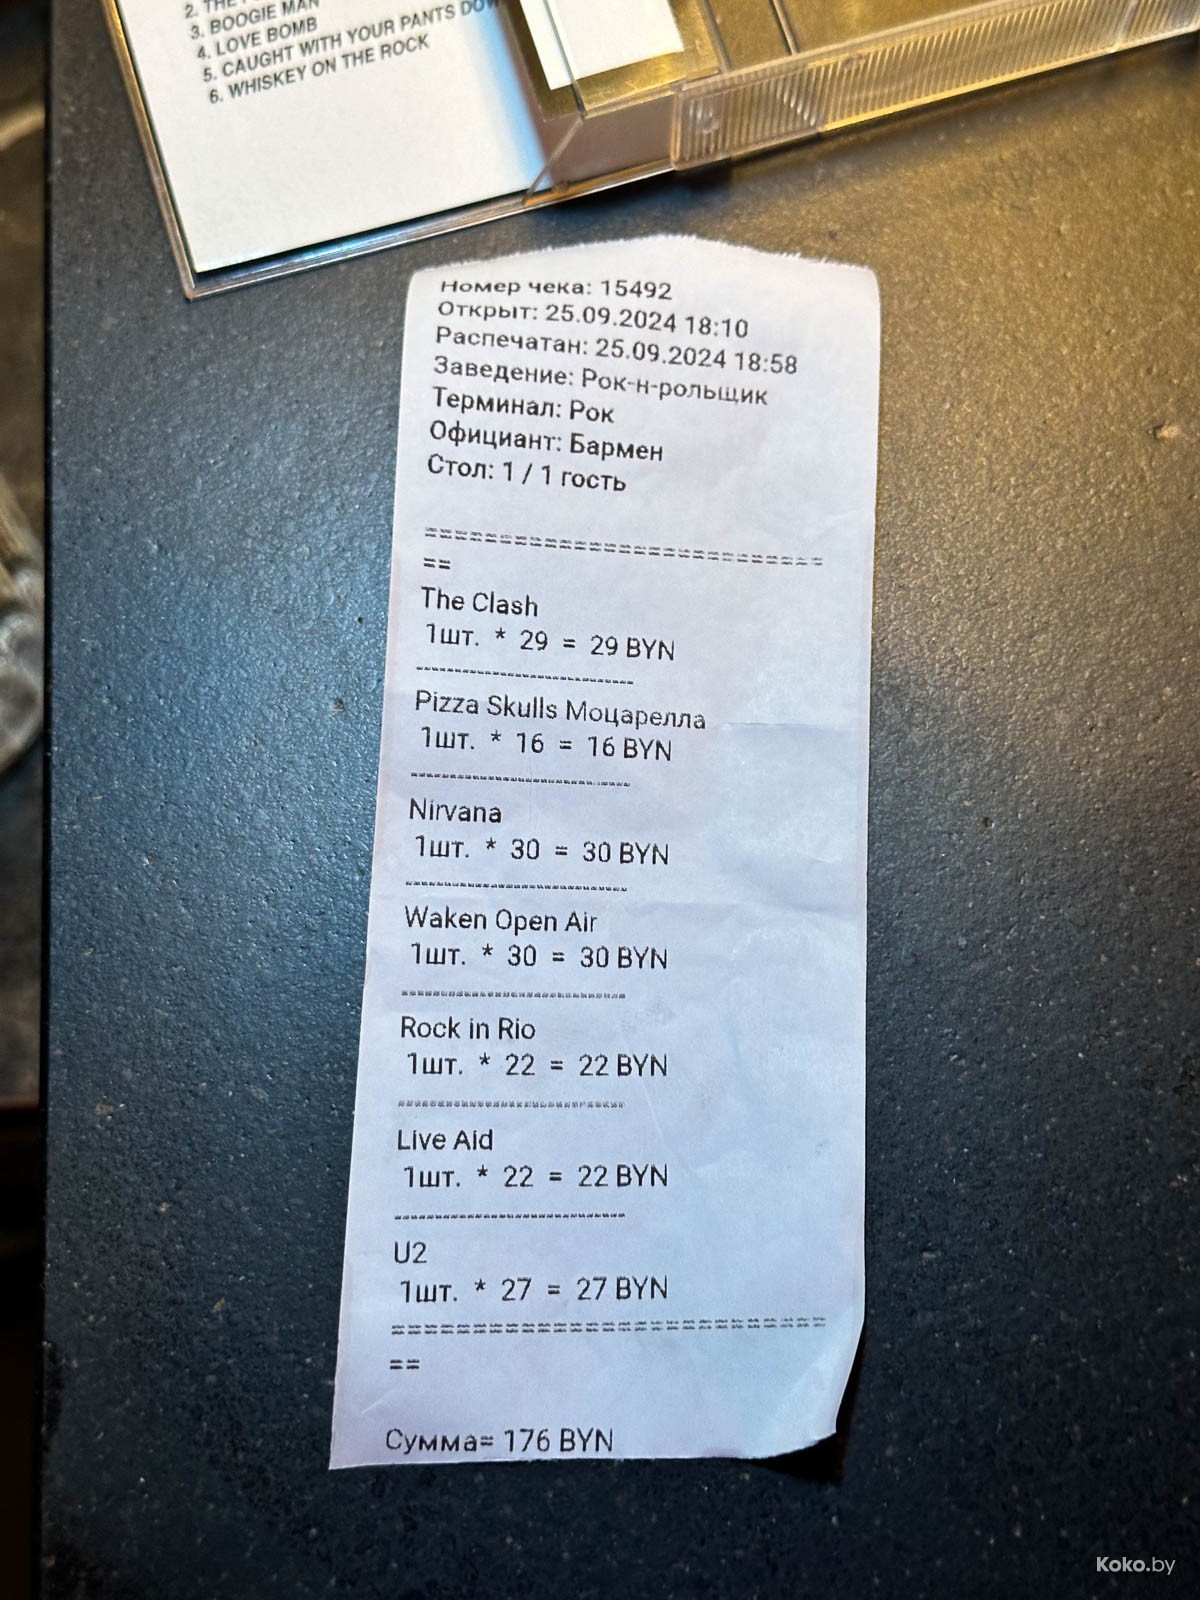 2. THE
3. BOOGIE MAN
4. LOVE BOMB
5. CAUGHT WITH YOUR PANTS DOW
6. WHISKEY ON THE ROCK
Номер чека: 15492
Открыт: 25.09.2024 18:10
Распечатан: 25.09.2024 18:58
Заведение: Рок-н-рольщик
Терминал: Рок
Официант: Бармен
Стол: 1 / 1 гость
===========================
==
The Clash
1шт. * 29 = 29 BYN
-----------------------------
Pizza Skulls Моцарелла
1шт. * 16 = 16 BYN
-----------------------------
Nirvana
1шт. * 30 = 30 BYN
-----------------------------
Waken Open Air
1шт. * 30 = 30 BYN
-----------------------------
Rock in Rio
1шт. * 22 = 22 BYN
-----------------------------
Live Aid
1шт. * 22 = 22 BYN
-----------------------------
U2
1шт. * 27 = 27 BYN
===========================
==
Сумма= 176 BYN
Koko.by